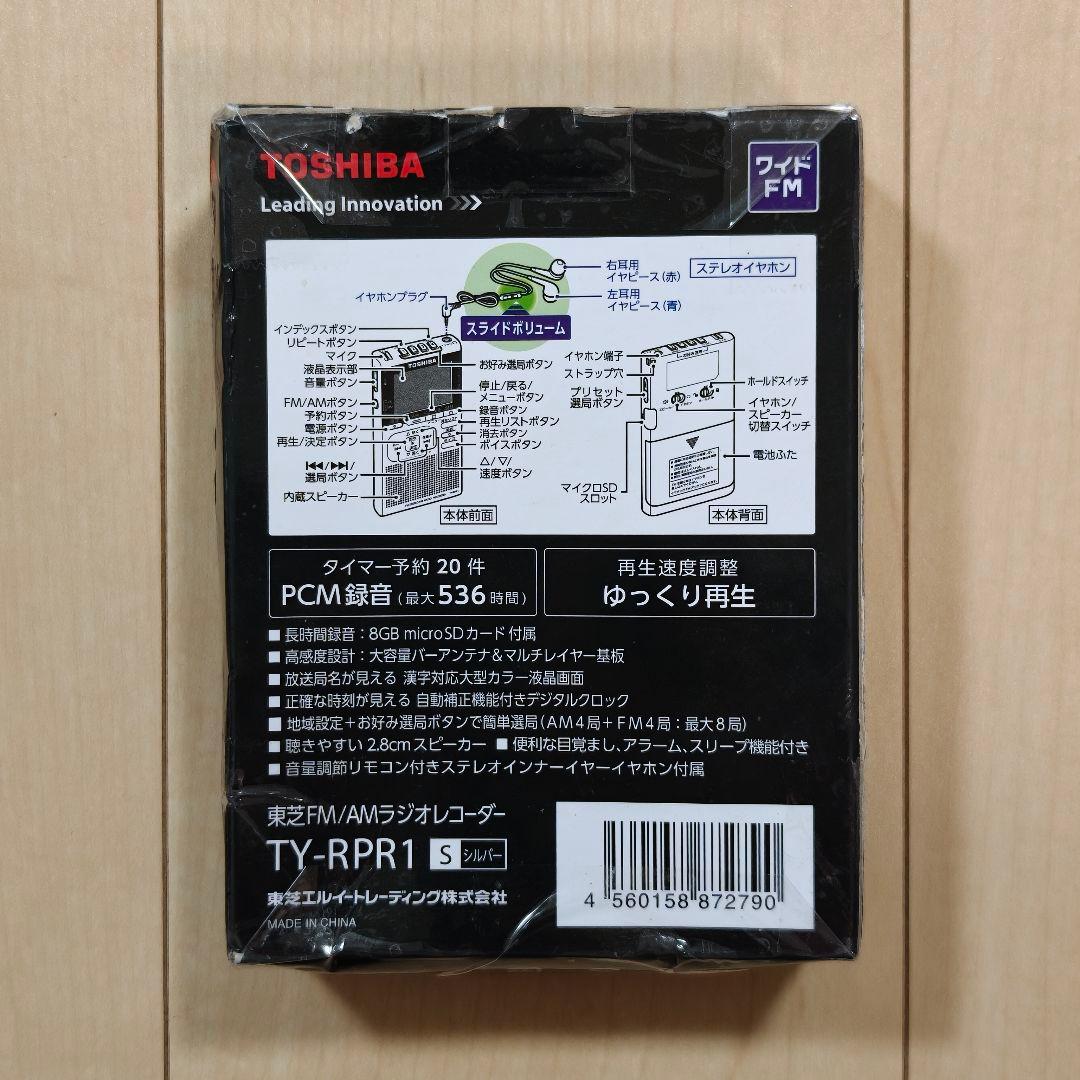 TOSHIBA
Leading Innovation
ワイド
FM
右耳用
イヤピース(赤)
ステレオイヤホン
左耳用
イヤピース(青)
イヤホンプラグ
スライドボリューム
インデックスボタン
リピートボタン
マイク
液晶表示部
音量ボタン
FM/AMボタン
予約ボタン
電源ボタン
再生/決定ボタン
⏮/⏭/
選局ボタン
内蔵スピーカー
TOSHIBA
お好み選局ボタン
停止/戻る/
メニューボタン
録音ボタン
再生リストボタン
消去ボタン
ボイスボタン
△/▽/
速度ボタン
本体前面
イヤホン端子
ストラップ穴
プリセット
選局ボタン
マイクロSD
スロット
ホールドスイッチ
イヤホン/
スピーカー
切替スイッチ
電池ふた
本体背面
タイマー予約 20 件
PCM録音(最大536時間)
再生速度調整
ゆっくり再生
■ 長時間録音:8GB microSDカード付属
■ 高感度設計:大容量バーアンテナ&マルチレイヤー基板
■ 放送局名が見える 漢字対応大型カラー液晶画面
■ 正確な時刻が見える 自動補正機能付きデジタルクロック
■ 地域設定+お好み選局ボタンで簡単選局(AM4局+FM4局:最大8局)
■ 聴きやすい 2.8cmスピーカー ■ 便利な目覚まし、アラーム、スリープ機能付き
■ 音量調節リモコン付きステレオインナーイヤーイヤホン付属
東芝FM/AMラジオレコーダー
TY-RPR1 S シルバー
東芝エルイートレーディング株式会社
MADE IN CHINA
4 560158 872790